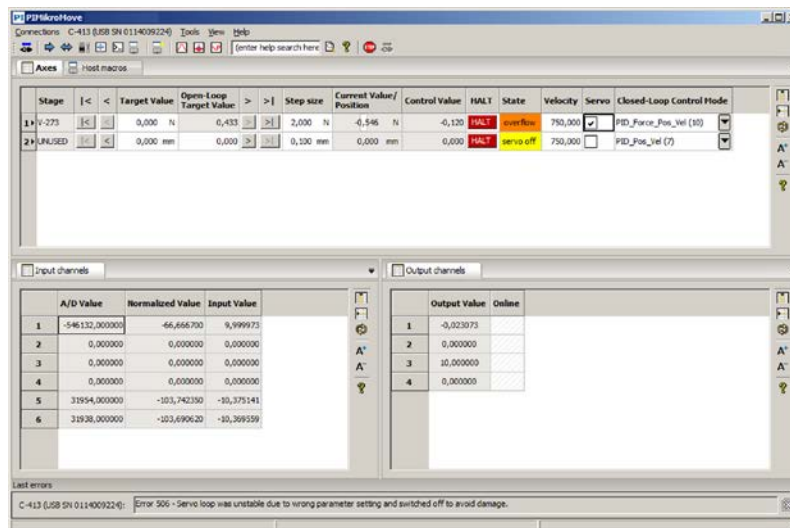 PIMikroMove
Connections C-413 (USB SN 0114009224) Tools View Help
(enter help search here
Axes Host macros
Stage |< < Target Value Open-Loop Target Value > >| Step size Current Value/ Position Control Value HALT State Velocity Servo Closed-Loop Control Mode
1 V-273 |< < 0,000 N 0,433 > >| 2,000 N -0,546 N -0,120 HALT overflow 750,000 PID_Force_Pos_Vel (10)
2 UNUSED |< < 0,000 mm 0,000 > >| 0,100 mm 0,000 mm 0,000 HALT servo off 750,000 PID_Pos_Vel (7)
Input channels
A/D Value Normalized Value Input Value
1 -546132,000000 -66,666700 9,999973
2 0,000000 0,000000 0,000000
3 0,000000 0,000000 0,000000
4 0,000000 0,000000 0,000000
5 31954,000000 -103,742350 -10,375141
6 31938,000000 -103,690620 -10,369559
Output channels
Output Value Online
1 -0,023073
2 0,000000
3 10,000000
4 0,000000
Last errors
C-413 (USB SN 0114009224): Error 506 - Servo loop was unstable due to wrong parameter setting and switched off to avoid damage.